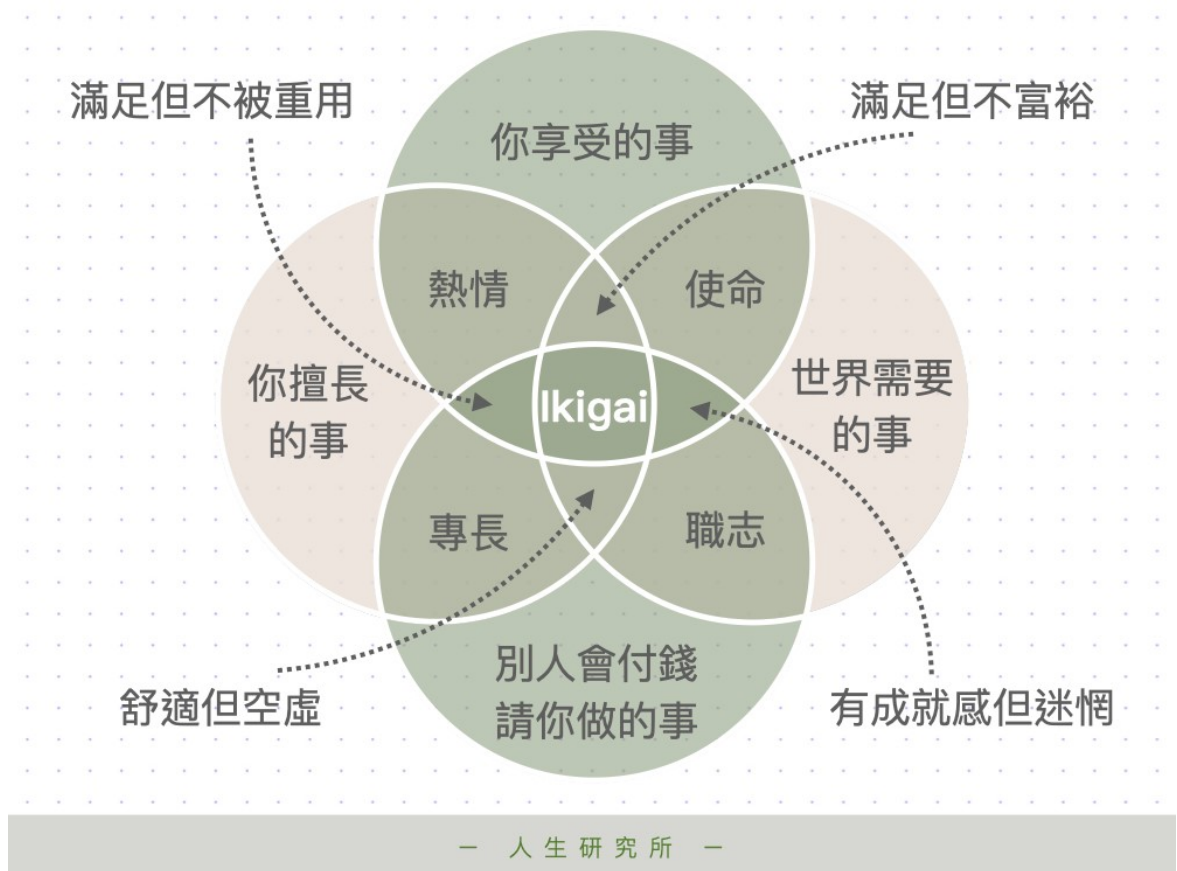 滿足但不被重用
滿足但不富裕
你享受的事
熱情
使命
你擅長
的事
Ikigai
世界需要
的事
專長
職志
別人會付錢
請你做的事
舒適但空虛
有成就感但迷惘
— 人生研究所 —